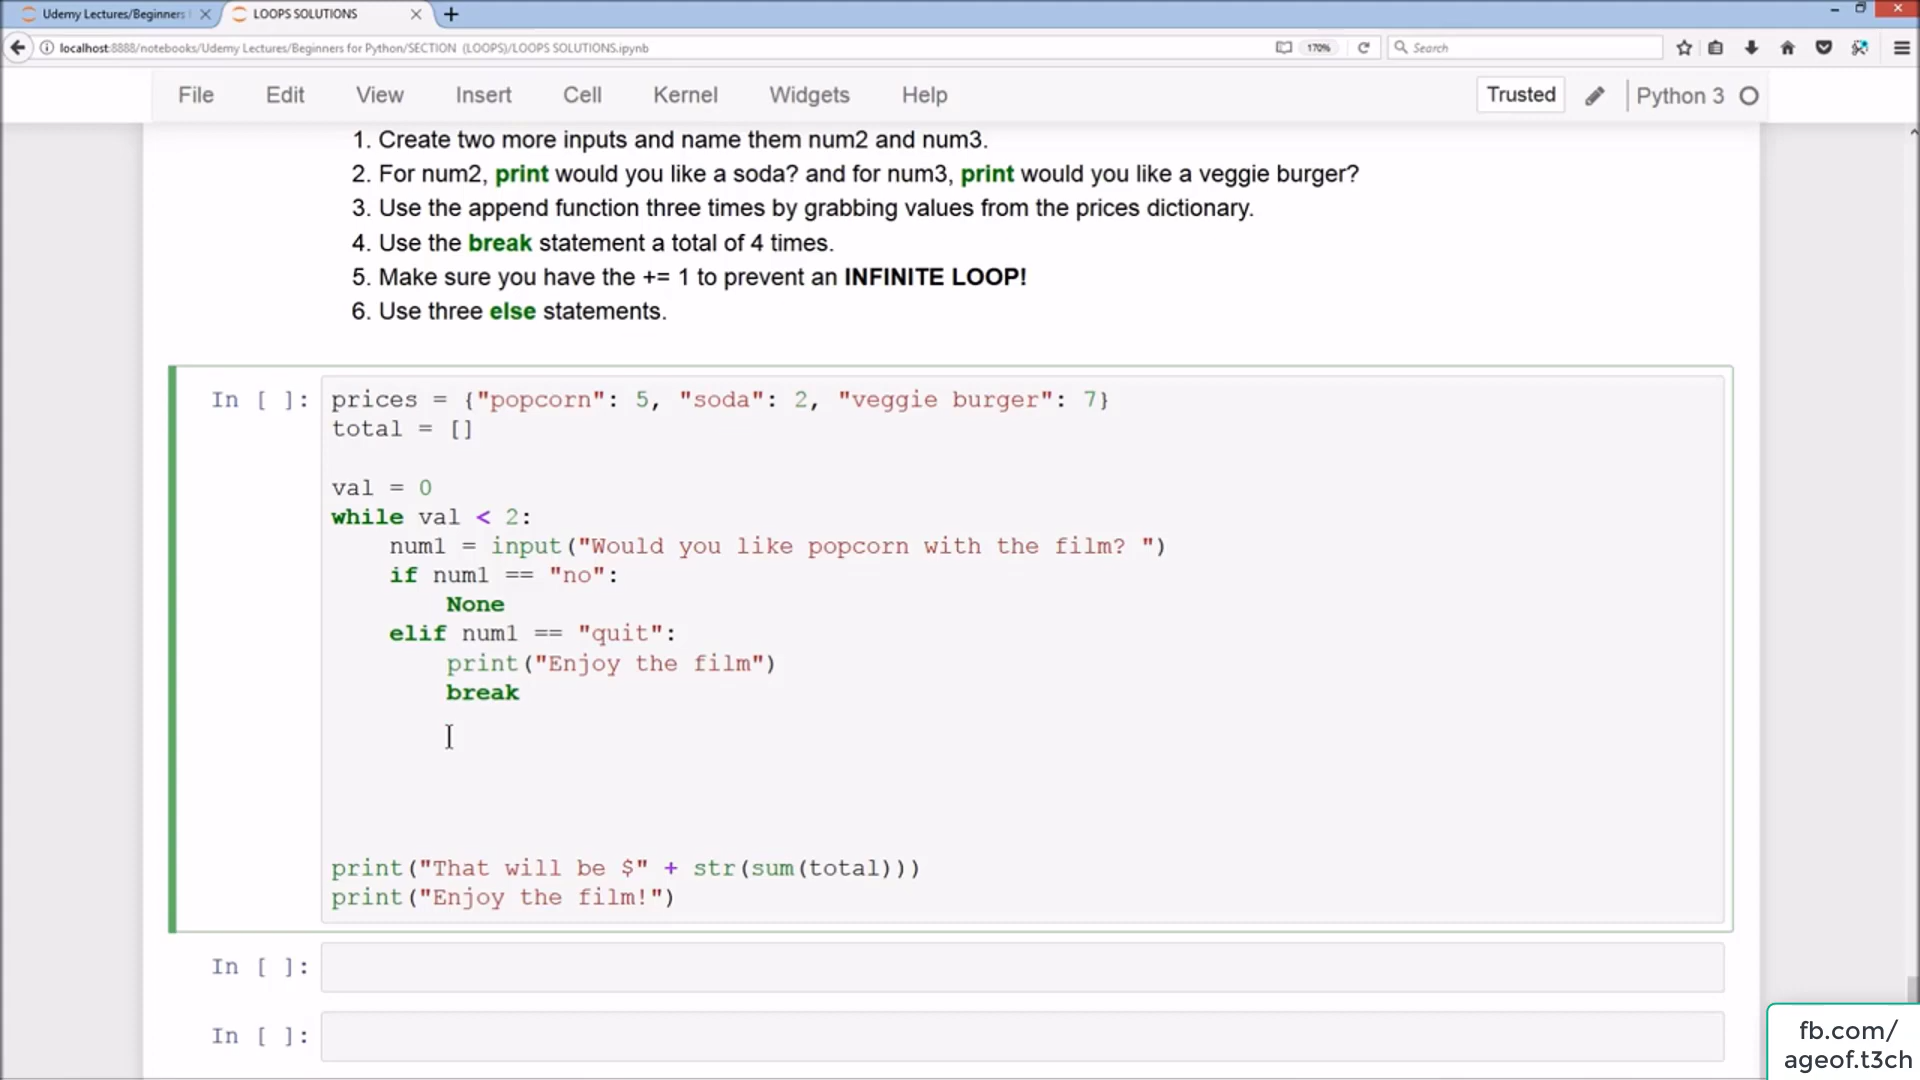 Udemy Lectures/Beginners
LOOPS SOLUTIONS
localhost:8888/notebooks/Udemy Lectures/Beginners for Python/SECTION (LOOPS)/LOOPS SOLUTIONS.ipynb
170%
Search
File Edit View Insert Cell Kernel Widgets Help
Trusted
Python 3
1. Create two more inputs and name them num2 and num3.
2. For num2, print would you like a soda? and for num3, print would you like a veggie burger?
3. Use the append function three times by grabbing values from the prices dictionary.
4. Use the break statement a total of 4 times.
5. Make sure you have the += 1 to prevent an INFINITE LOOP!
6. Use three else statements.
In [ ]: prices = {"popcorn": 5, "soda": 2, "veggie burger": 7}
total = []
val = 0
while val < 2:
num1 = input("Would you like popcorn with the film? ")
if num1 == "no":
None
elif num1 == "quit":
print("Enjoy the film")
break
print("That will be $" + str(sum(total)))
print("Enjoy the film!")
In [ ]:
In [ ]:
fb.com/
ageof.t3ch